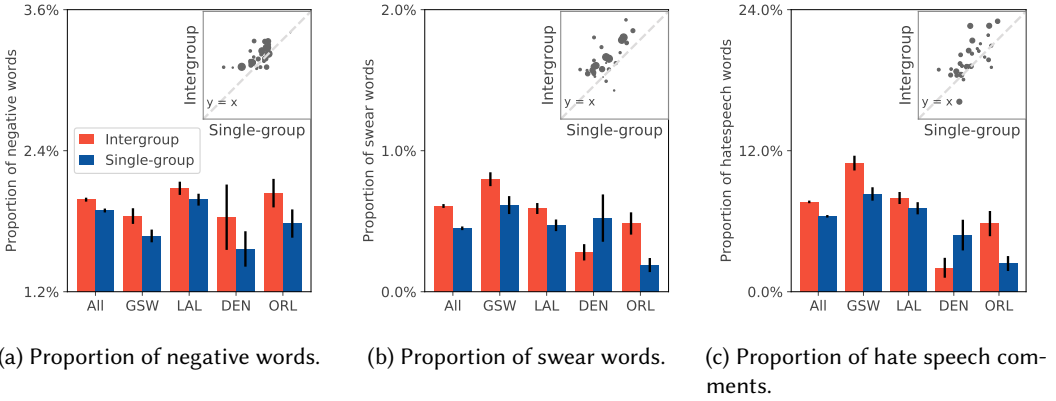 3.6%
2.4%
1.2%
Proportion of negative words
Intergroup
Single-group
y = x
Intergroup
Single-group
All GSW LAL DEN ORL
2.0%
1.0%
0.0%
Proportion of swear words
Intergroup
y = x
Single-group
All GSW LAL DEN ORL
24.0%
12.0%
0.0%
Proportion of hatespeech words
Intergroup
y = x
Single-group
All GSW LAL DEN ORL
(a) Proportion of negative words.
(b) Proportion of swear words.
(c) Proportion of hate speech com-
ments.